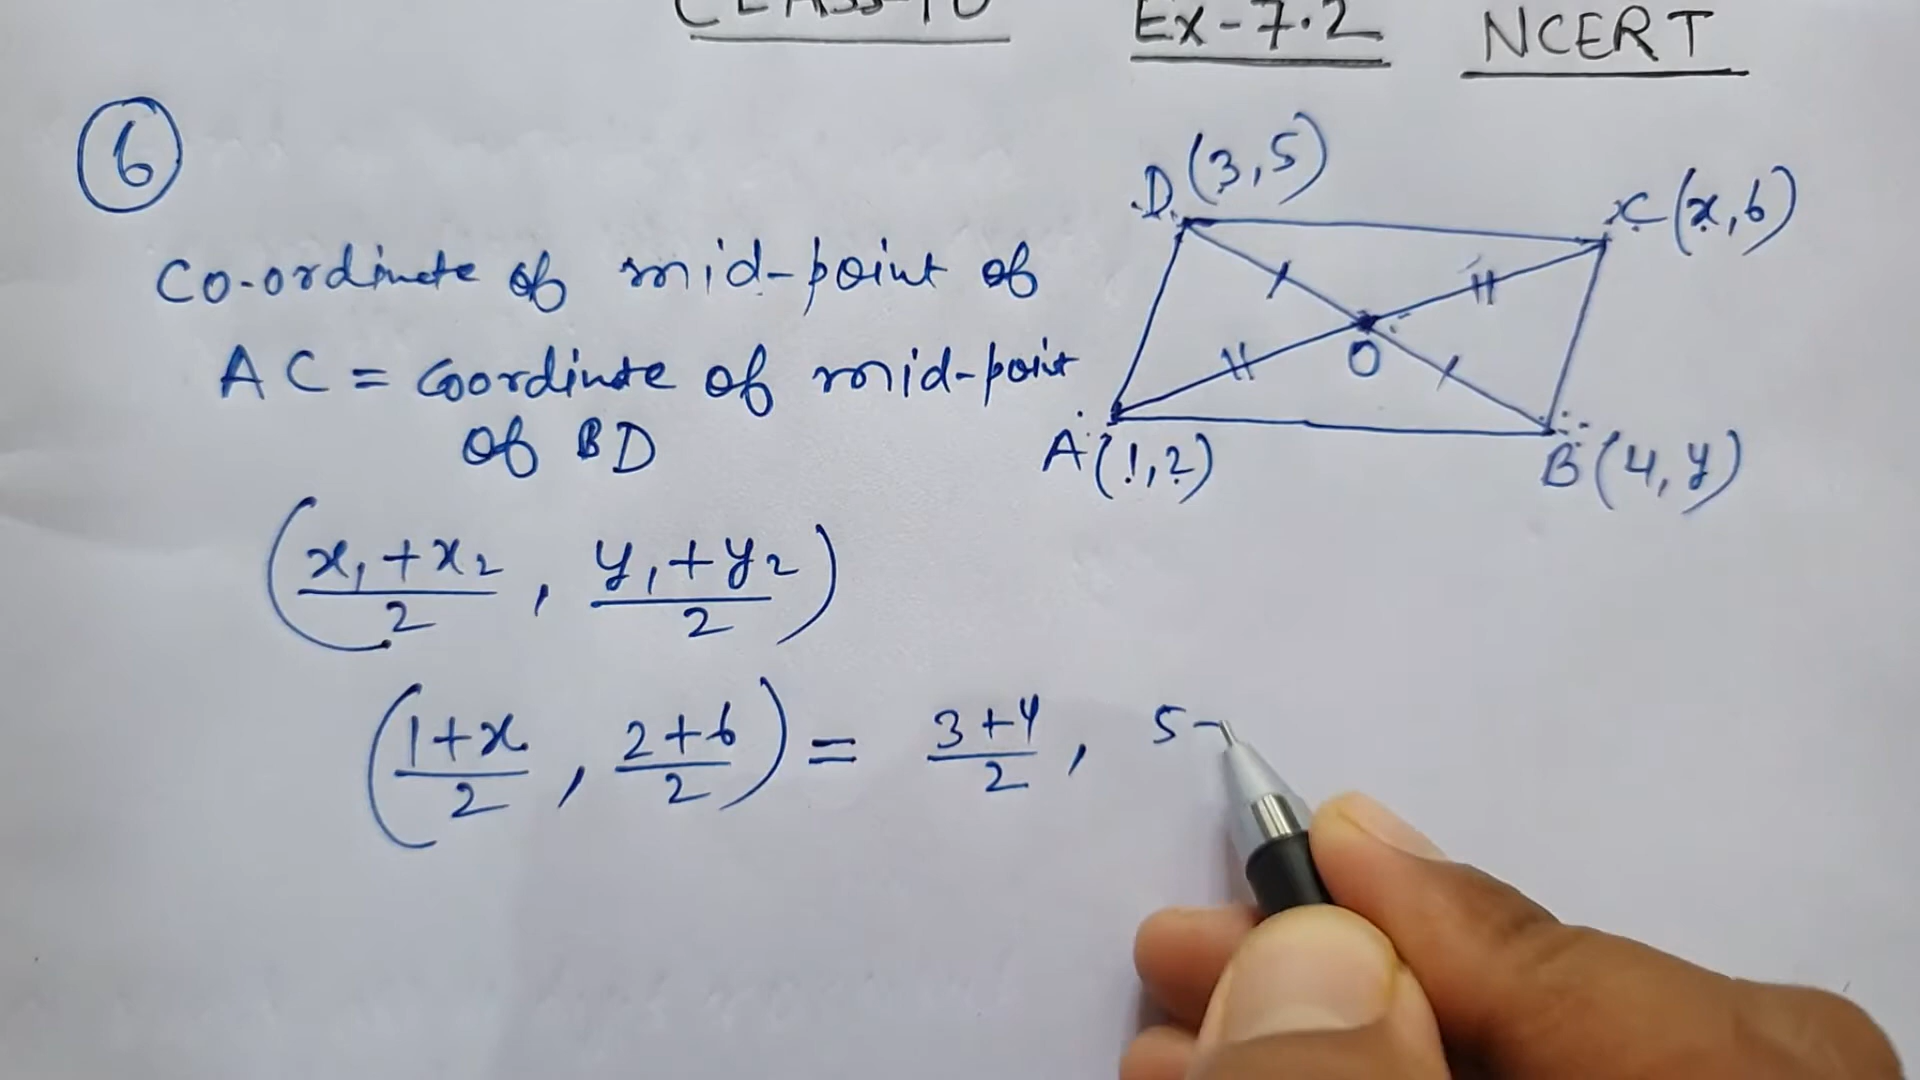 CLASS-10 Ex-7.2 NCERT
6
D (3,5)
C (x,6)
Co-ordinate of mid-point of
AC = coordinate of mid-point
of BD
O
A (1,2)
B (4,y)
(x₁+x₂/2 , y₁+y₂/2)
(1+x/2 , 2+6/2) = 3+4/2 , 5-